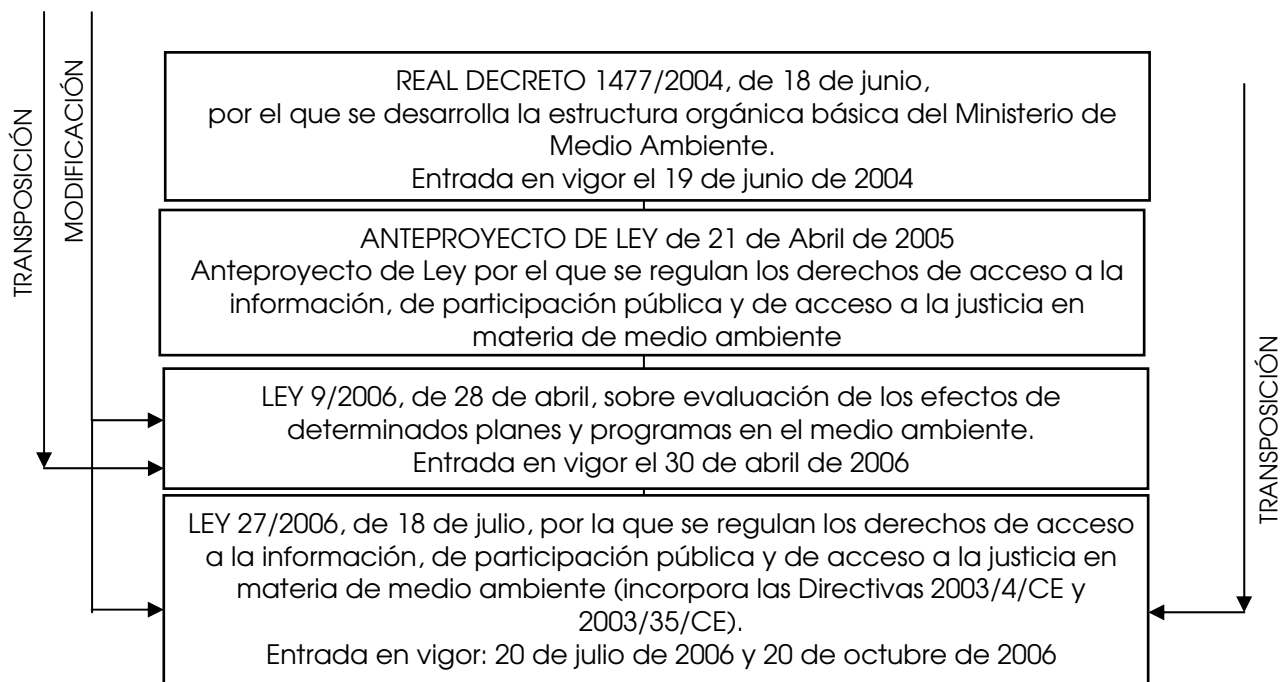 TRANSPOSICIÓN
MODIFICACIÓN
REAL DECRETO 1477/2004, de 18 de junio,
por el que se desarrolla la estructura orgánica básica del Ministerio de
Medio Ambiente.
Entrada en vigor el 19 de junio de 2004
ANTEPROYECTO DE LEY de 21 de Abril de 2005
Anteproyecto de Ley por el que se regulan los derechos de acceso a la
información, de participación pública y de acceso a la justicia en
materia de medio ambiente
LEY 9/2006, de 28 de abril, sobre evaluación de los efectos de
determinados planes y programas en el medio ambiente.
Entrada en vigor el 30 de abril de 2006
LEY 27/2006, de 18 de julio, por la que se regulan los derechos de acceso
a la información, de participación pública y de acceso a la justicia en
materia de medio ambiente (incorpora las Directivas 2003/4/CE y
2003/35/CE).
Entrada en vigor: 20 de julio de 2006 y 20 de octubre de 2006
TRANSPOSICIÓN